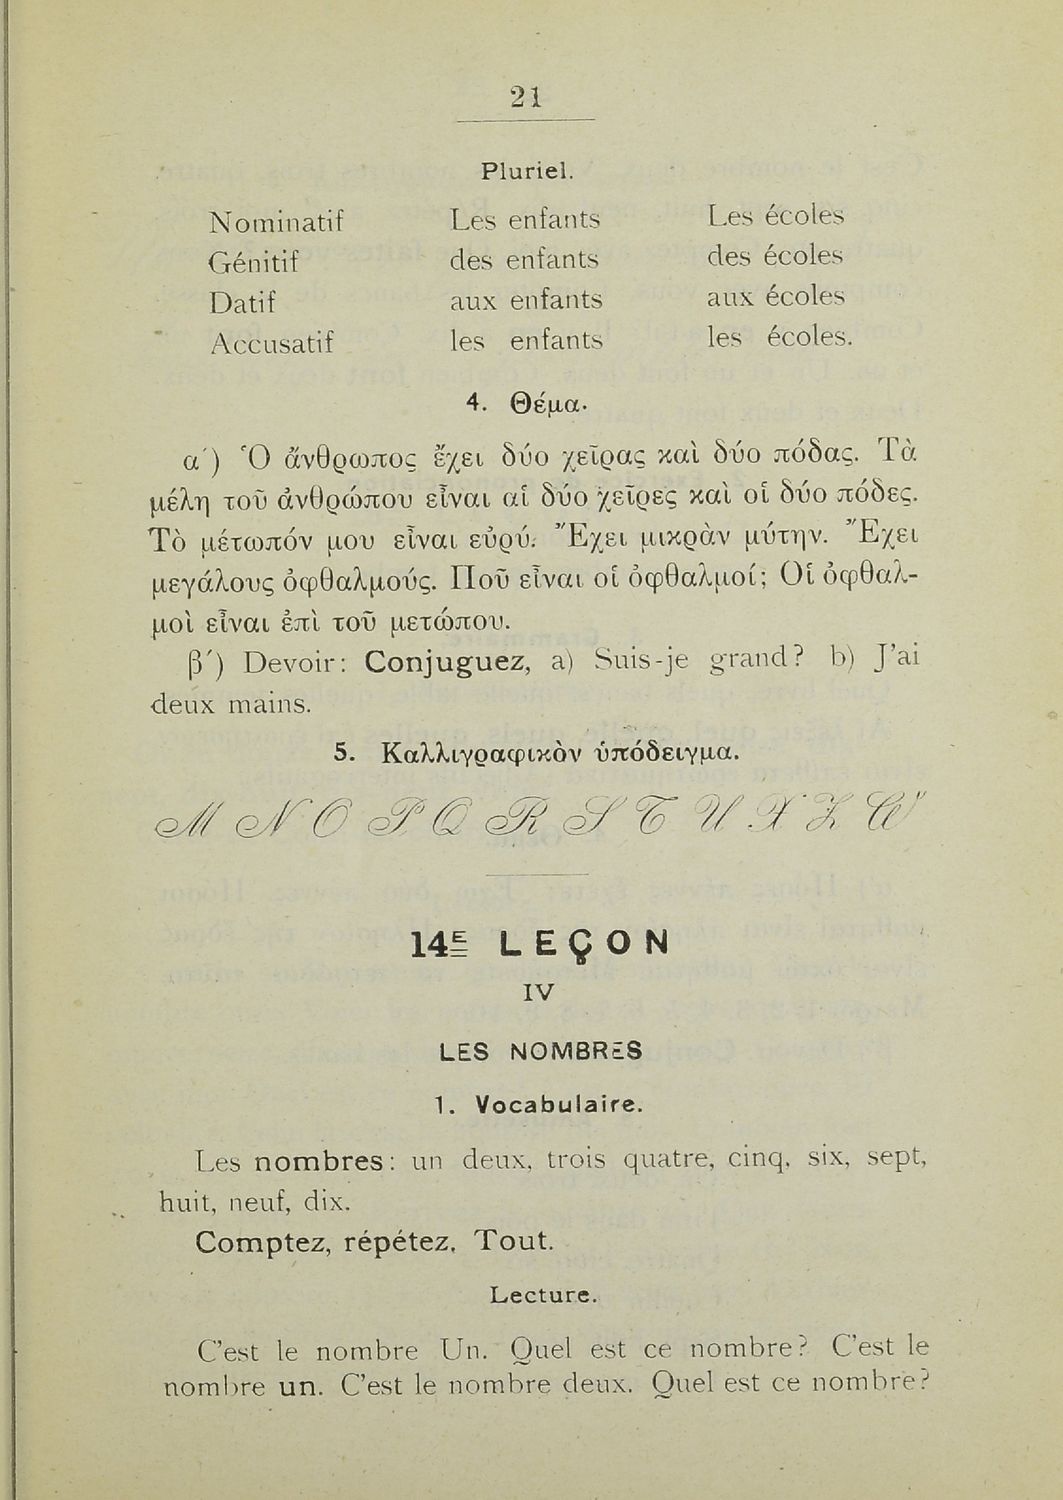 21
Pluriel.
Nominatif Les enfants Les écoles
Génitif des enfants des écoles
Datif aux enfants aux écoles
Accusatif les enfants les écoles.
4. Θέμα.
α΄) Ὁ ἄνθρωπος ἔχει δύο χεῖρας καὶ δύο πόδας. Τὰ
μέλη τοῦ ἀνθρώπου εἶναι αἱ δύο χεῖρες καὶ οἱ δύο πόδες.
Τὸ μέτωπόν μου εἶναι εὐρύ. Ἔχει μικρὰν μύτην. Ἔχει
μεγάλους ὀφθαλμούς. Ποῦ εἶναι οἱ ὀφθαλμοί; Οἱ ὀφθαλ-
μοὶ εἶναι ἐπὶ τοῦ μετώπου.
β΄) Devoir: Conjuguez, a) Suis-je grand? b) J'ai
deux mains.
5. Καλλιγραφικὸν ὑπόδειγμα.
M N O P Q R S T U X Z W
14E LEÇON
IV
LES NOMBRES
1. Vocabulaire.
Les nombres: un deux, trois quatre, cinq, six, sept,
huit, neuf, dix.
Comptez, répétez. Tout.
Lecture.
C'est le nombre Un. Quel est ce nombre? C'est le
nombre un. C'est le nombre deux. Quel est ce nombre?